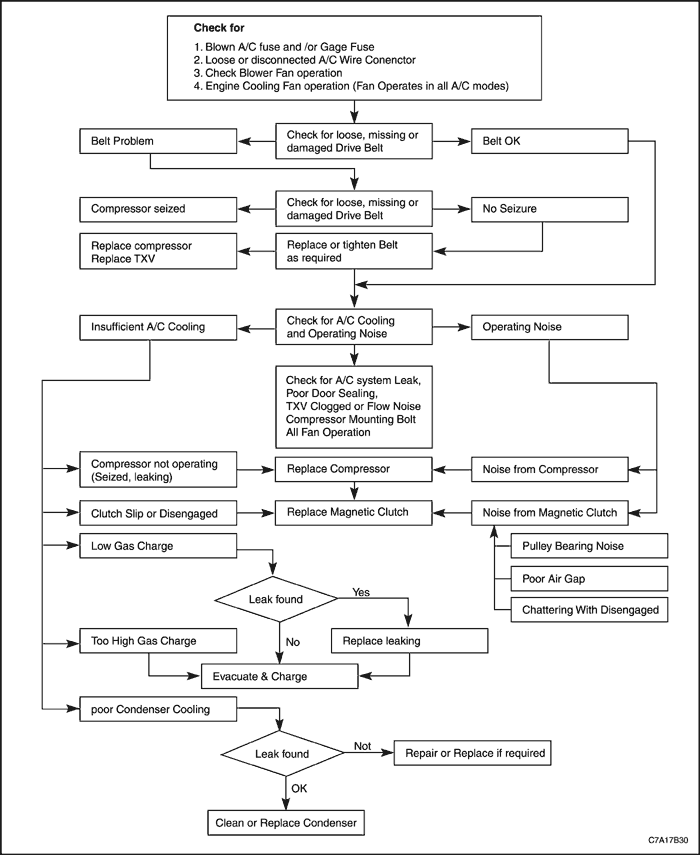 Check for
1. Blown A/C fuse and /or Gage Fuse
2. Loose or disconnected A/C Wire Conenctor
3. Check Blower Fan operation
4. Engine Cooling Fan operation (Fan Operates in all A/C modes)
Belt Problem
Check for loose, missing or
damaged Drive Belt
Belt OK
Compressor seized
Check for loose, missing or
damaged Drive Belt
No Seizure
Replace compressor
Replace TXV
Replace or tighten Belt
as required
Insufficient A/C Cooling
Check for A/C Cooling
and Operating Noise
Operating Noise
Check for A/C system Leak,
Poor Door Sealing,
TXV Clogged or Flow Noise
Compressor Mounting Bolt
All Fan Operation
Compressor not operating
(Seized, leaking)
Replace Compressor
Noise from Compressor
Clutch Slip or Disengaged
Replace Magnetic Clutch
Noise from Magnetic Clutch
Low Gas Charge
Pulley Bearing Noise
Poor Air Gap
Chattering With Disengaged
Leak found
Yes
No
Too High Gas Charge
Replace leaking
Evacuate & Charge
poor Condenser Cooling
Leak found
Not
Repair or Replace if required
OK
Clean or Replace Condenser
C7A17B30